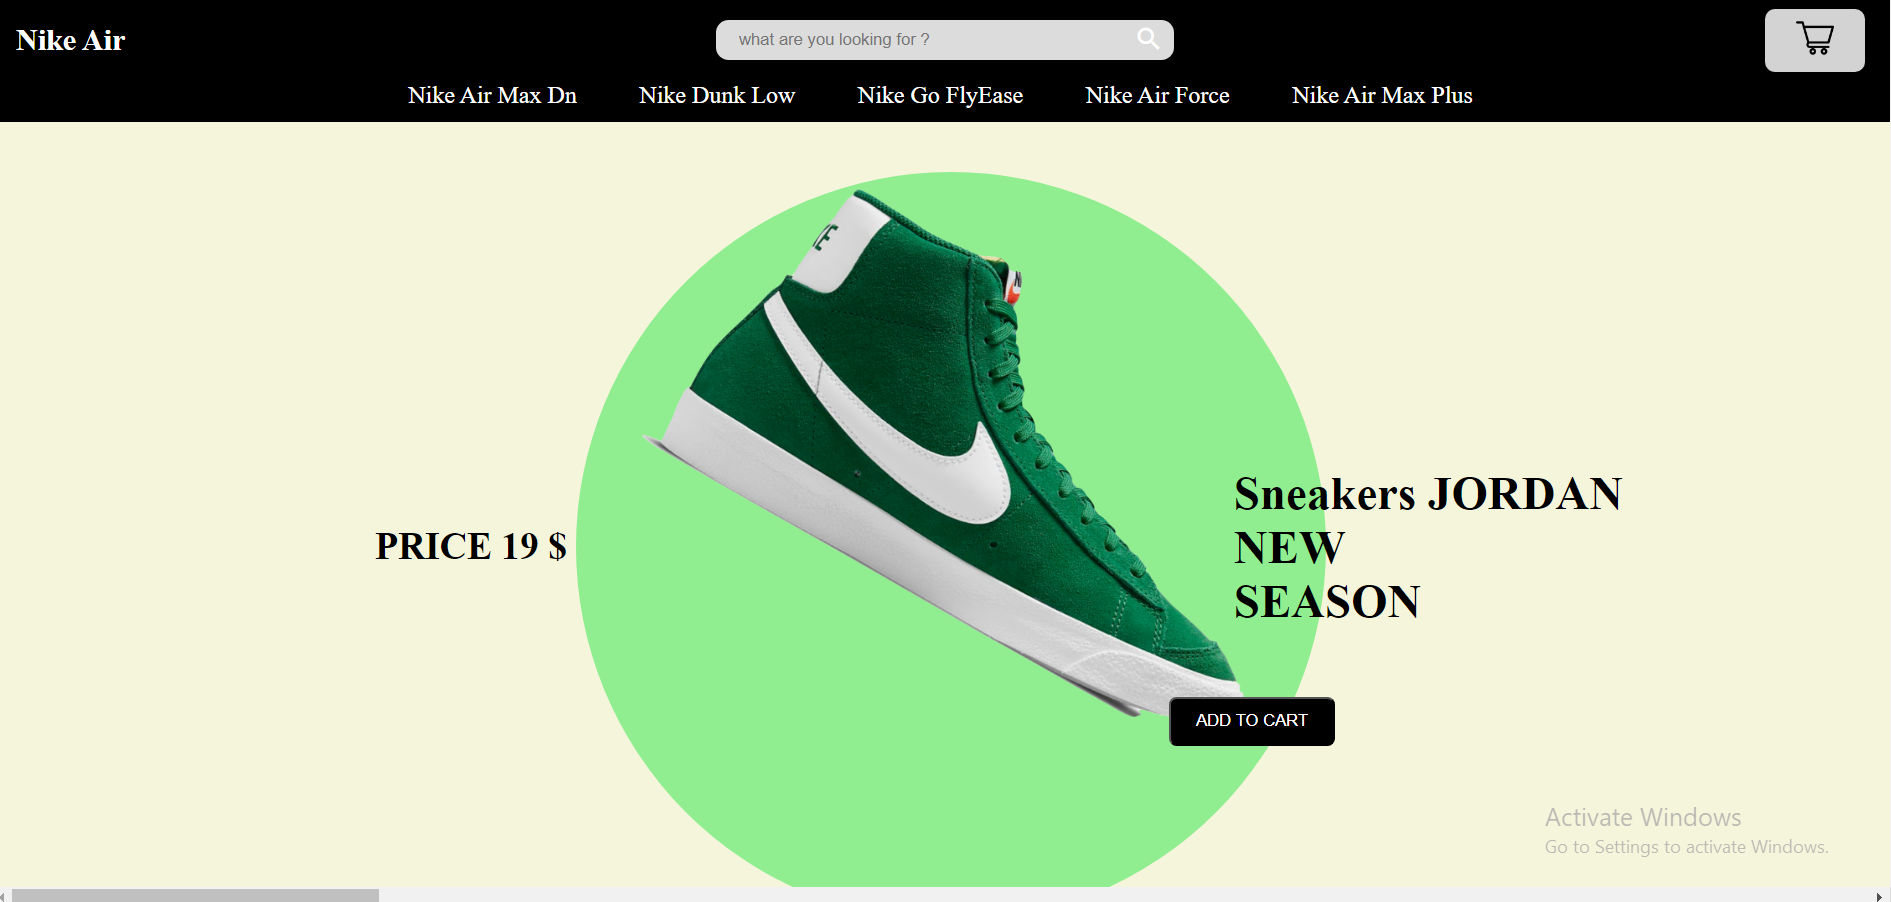 Nike Air
what are you looking for ?
Nike Air Max Dn
Nike Dunk Low
Nike Go FlyEase
Nike Air Force
Nike Air Max Plus
PRICE 19 $
Sneakers JORDAN
NEW
SEASON
ADD TO CART
Activate Windows
Go to Settings to activate Windows.